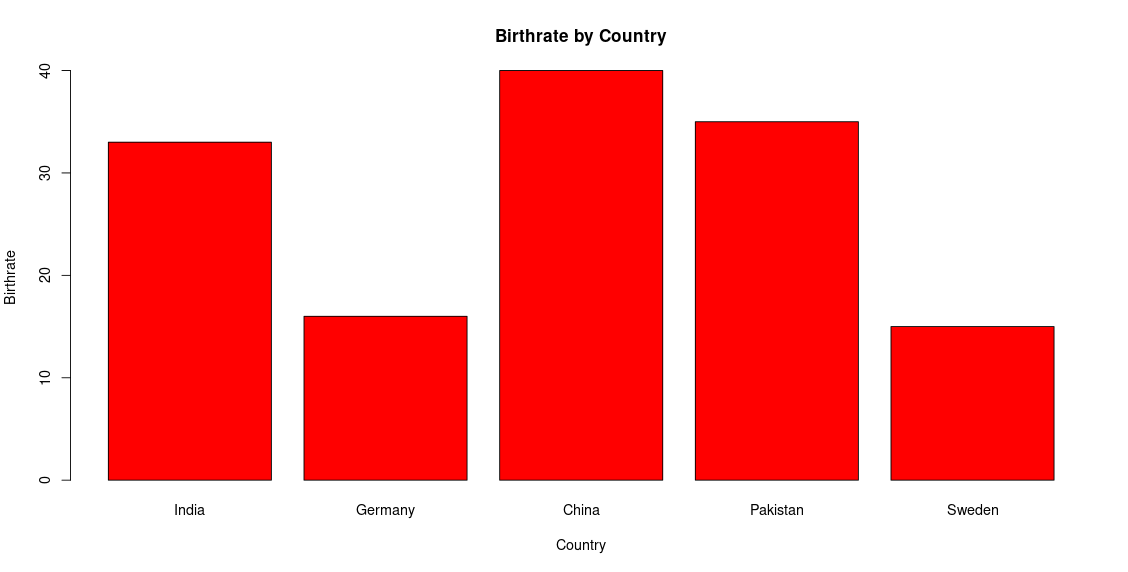 Birthrate by Country
Birthrate
40
30
20
10
0
India Germany China Pakistan Sweden
Country